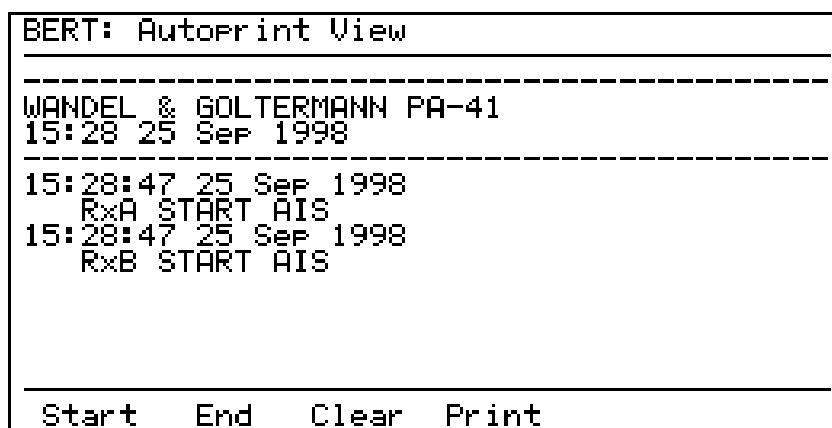 BERT: Autoprint View
WANDEL & GOLTERMANN PA-41
15:28 25 Sep 1998
15:28:47 25 Sep 1998
RxA START AIS
15:28:47 25 Sep 1998
RxB START AIS
Start End Clear Print